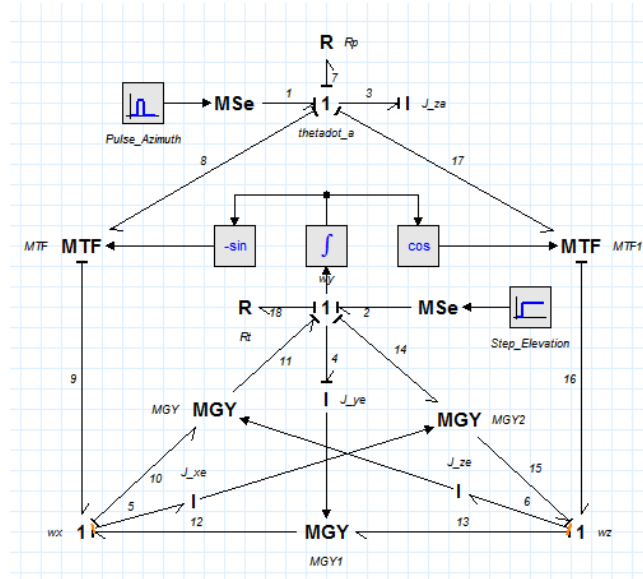 R Rp
7
1 3
MSe 1 I J_za
Pulse_Azimuth thetadot_a
8 17
MTF MTF -sin ∫ cos MTF MTF1
wy
R 18 1 2 MSe
Rt Step_Elevation
11 4 14
9 16
I J_ye
MGY MGY MGY MGY2
J_xe J_ze
10 15
5 I I 6
12 13
wx 1 MGY 1 wz
MGY1